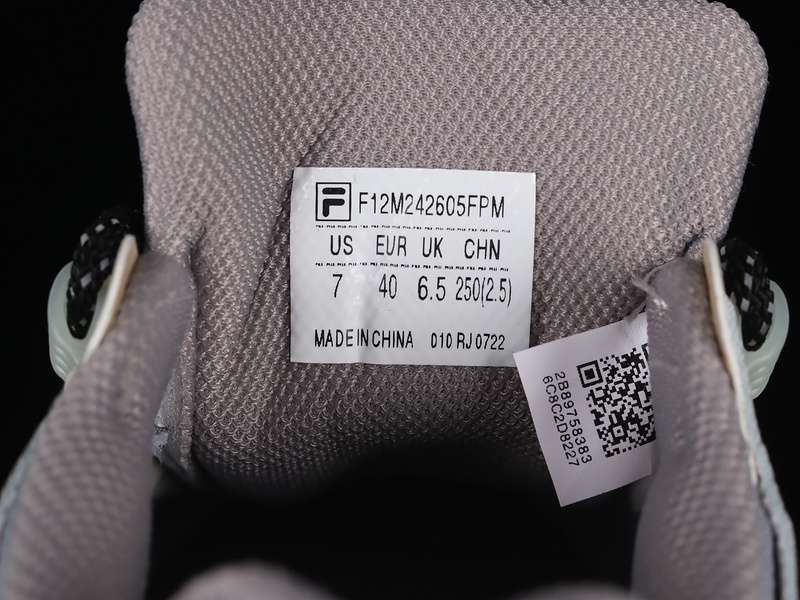 F12M242605FPM
US EUR UK CHN
7 40 6.5 250(2.5)
MADE IN CHINA 010 RJ 0722
2B89758383
6C8C2D8227